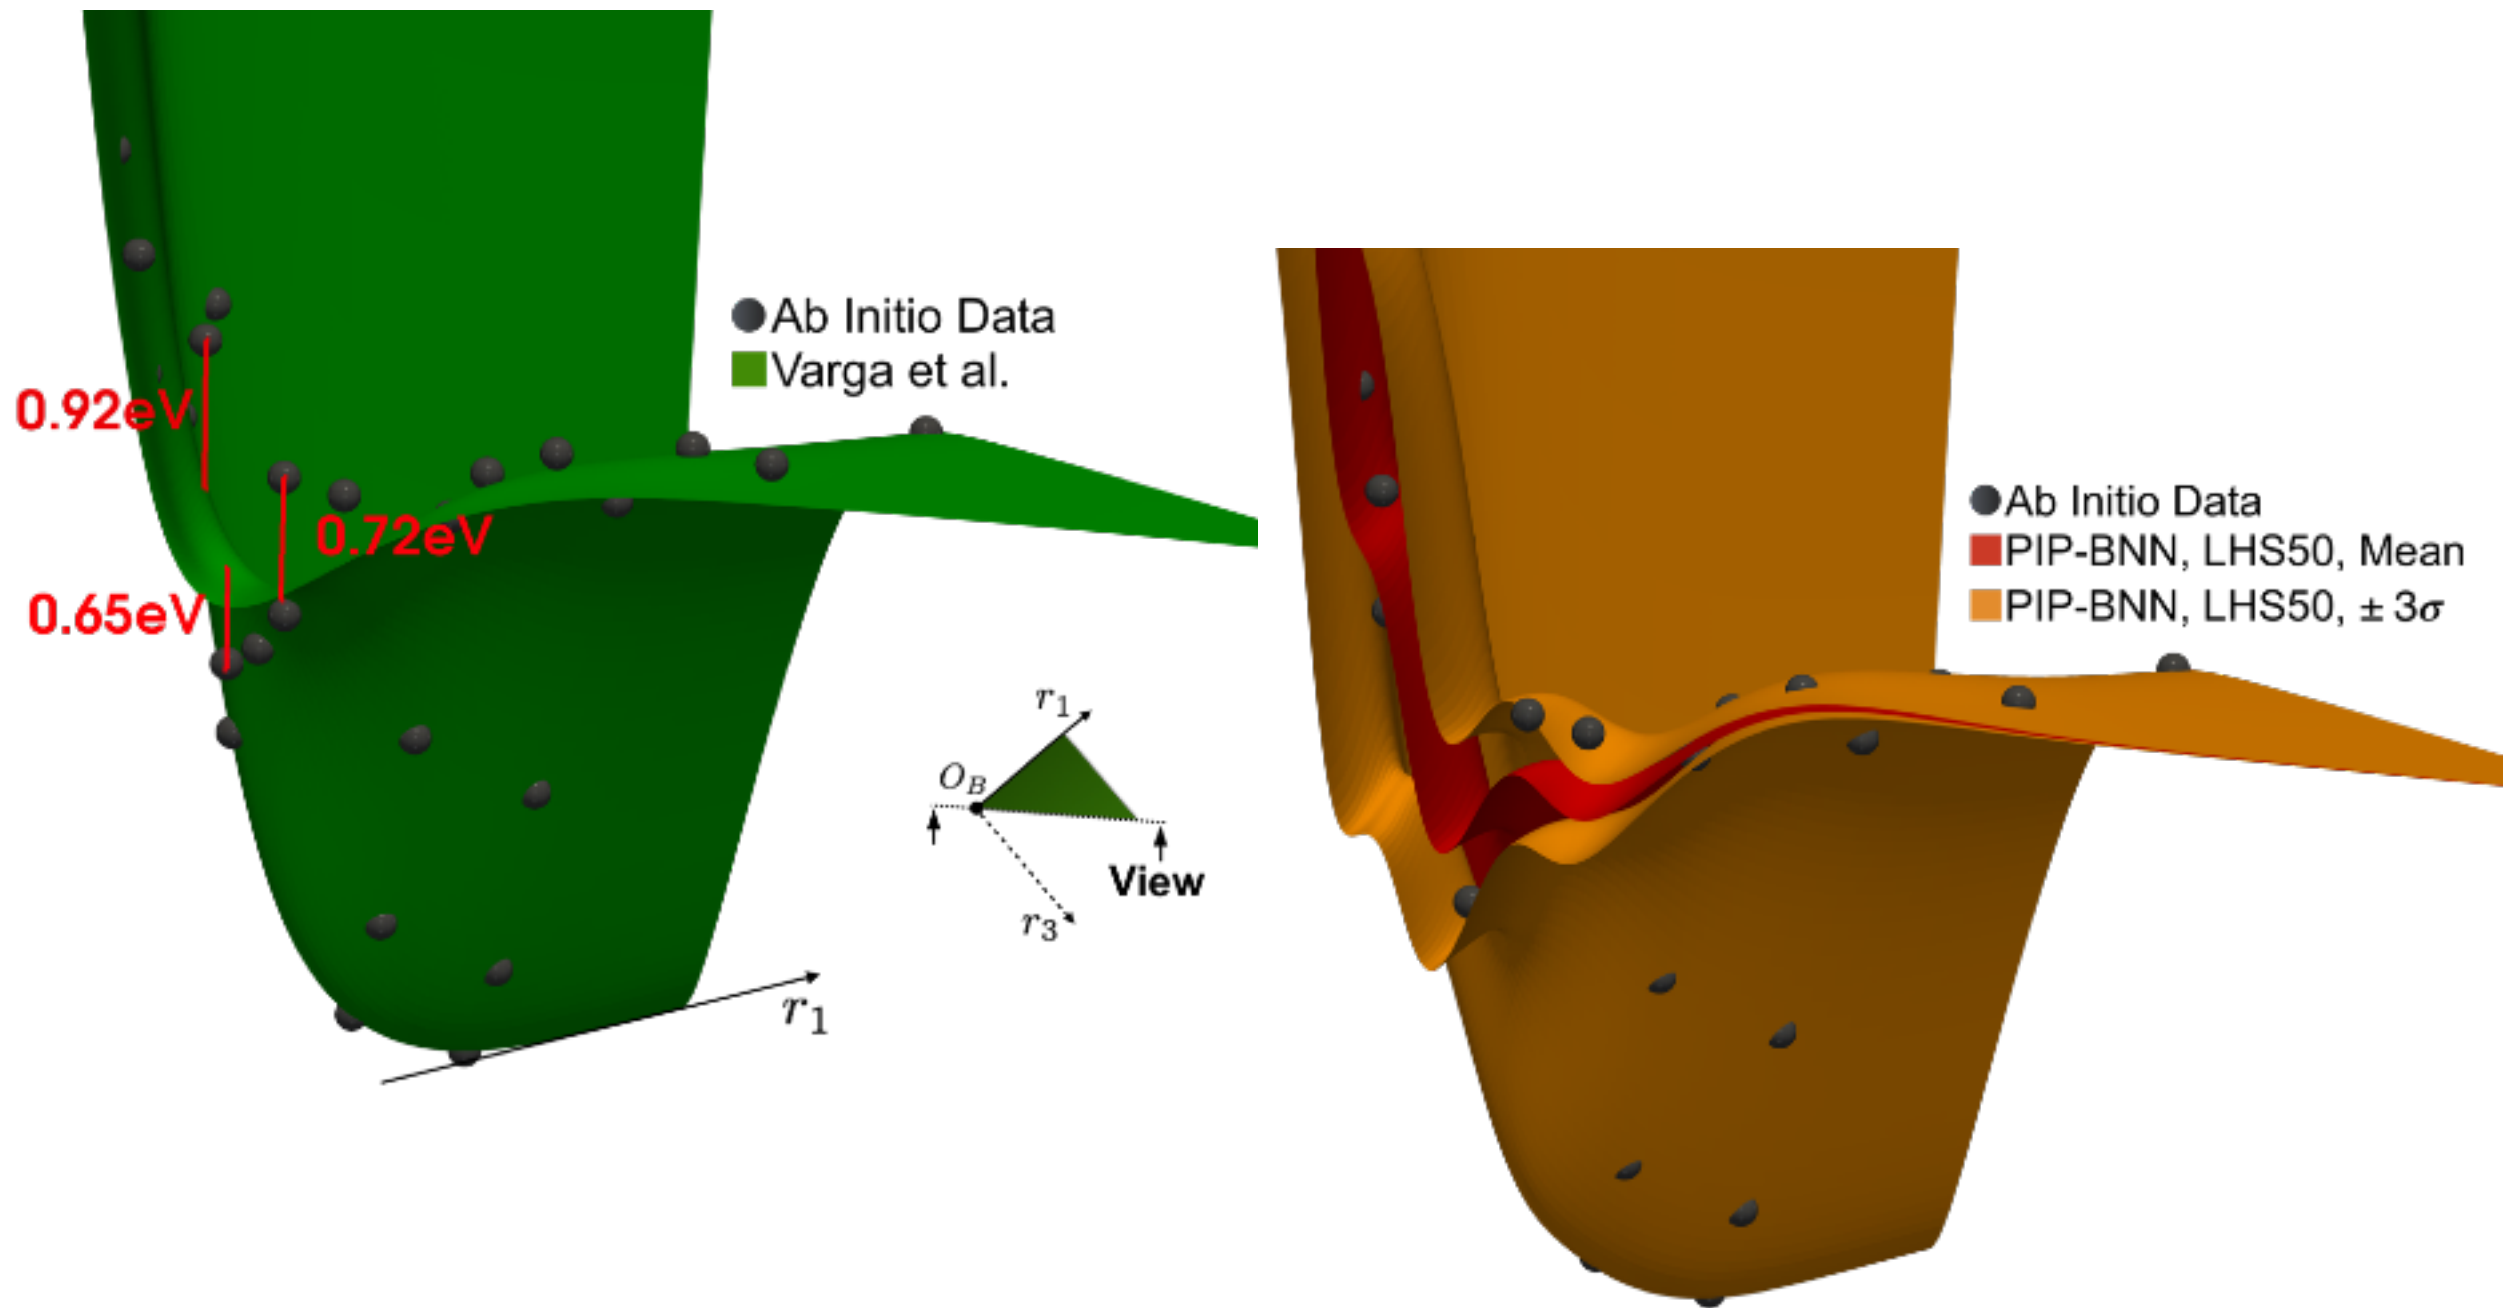 Ab Initio Data
Varga et al.
0.92eV
0.72eV
0.65eV
r1
OB
View
r3
r1
Ab Initio Data
PIP-BNN, LHS50, Mean
PIP-BNN, LHS50, ± 3σ